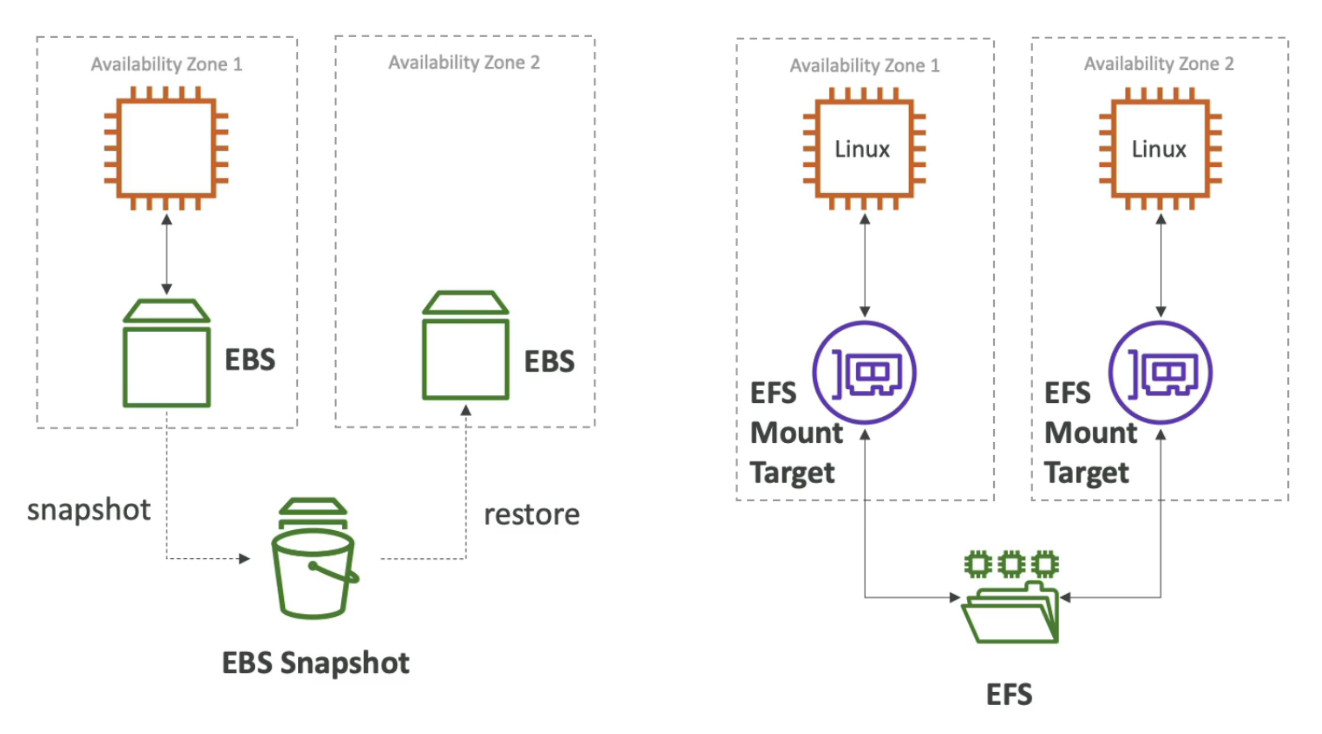 Availability Zone 1
Availability Zone 2
EBS
EBS
snapshot
restore
EBS Snapshot
Availability Zone 1
Availability Zone 2
Linux
Linux
EFS
Mount
Target
EFS
Mount
Target
EFS